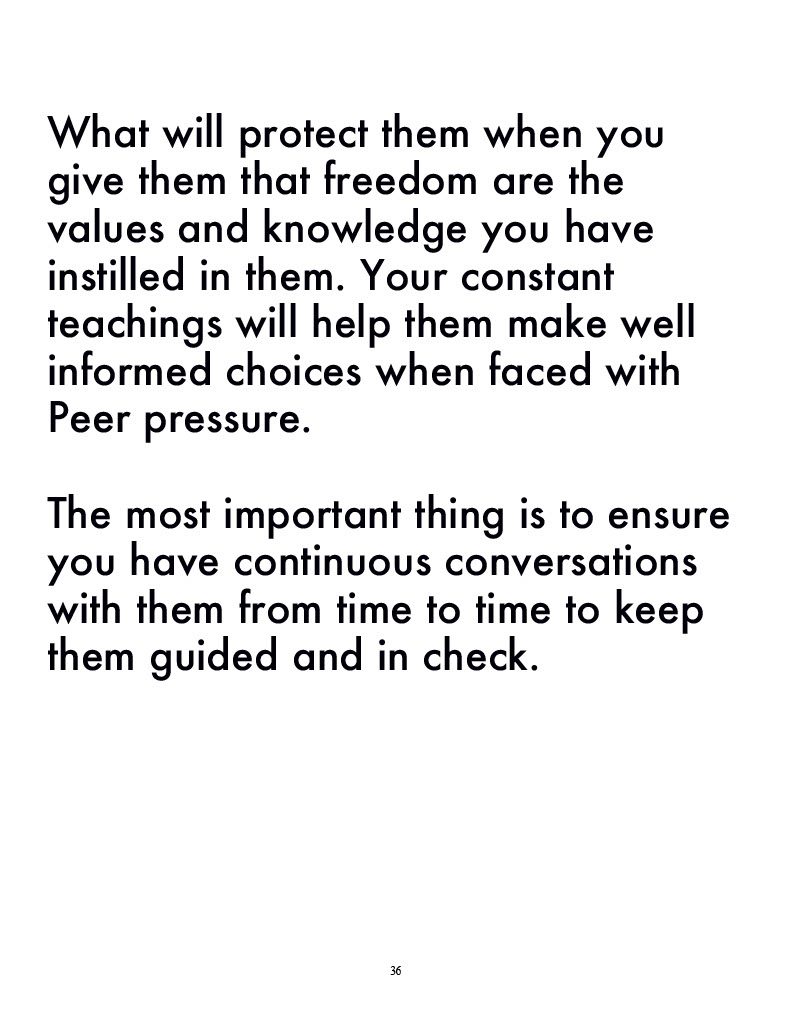 What will protect them when you
give them that freedom are the
values and knowledge you have
instilled in them. Your constant
teachings will help them make well
informed choices when faced with
Peer pressure.
The most important thing is to ensure
you have continuous conversations
with them from time to time to keep
them guided and in check.
36